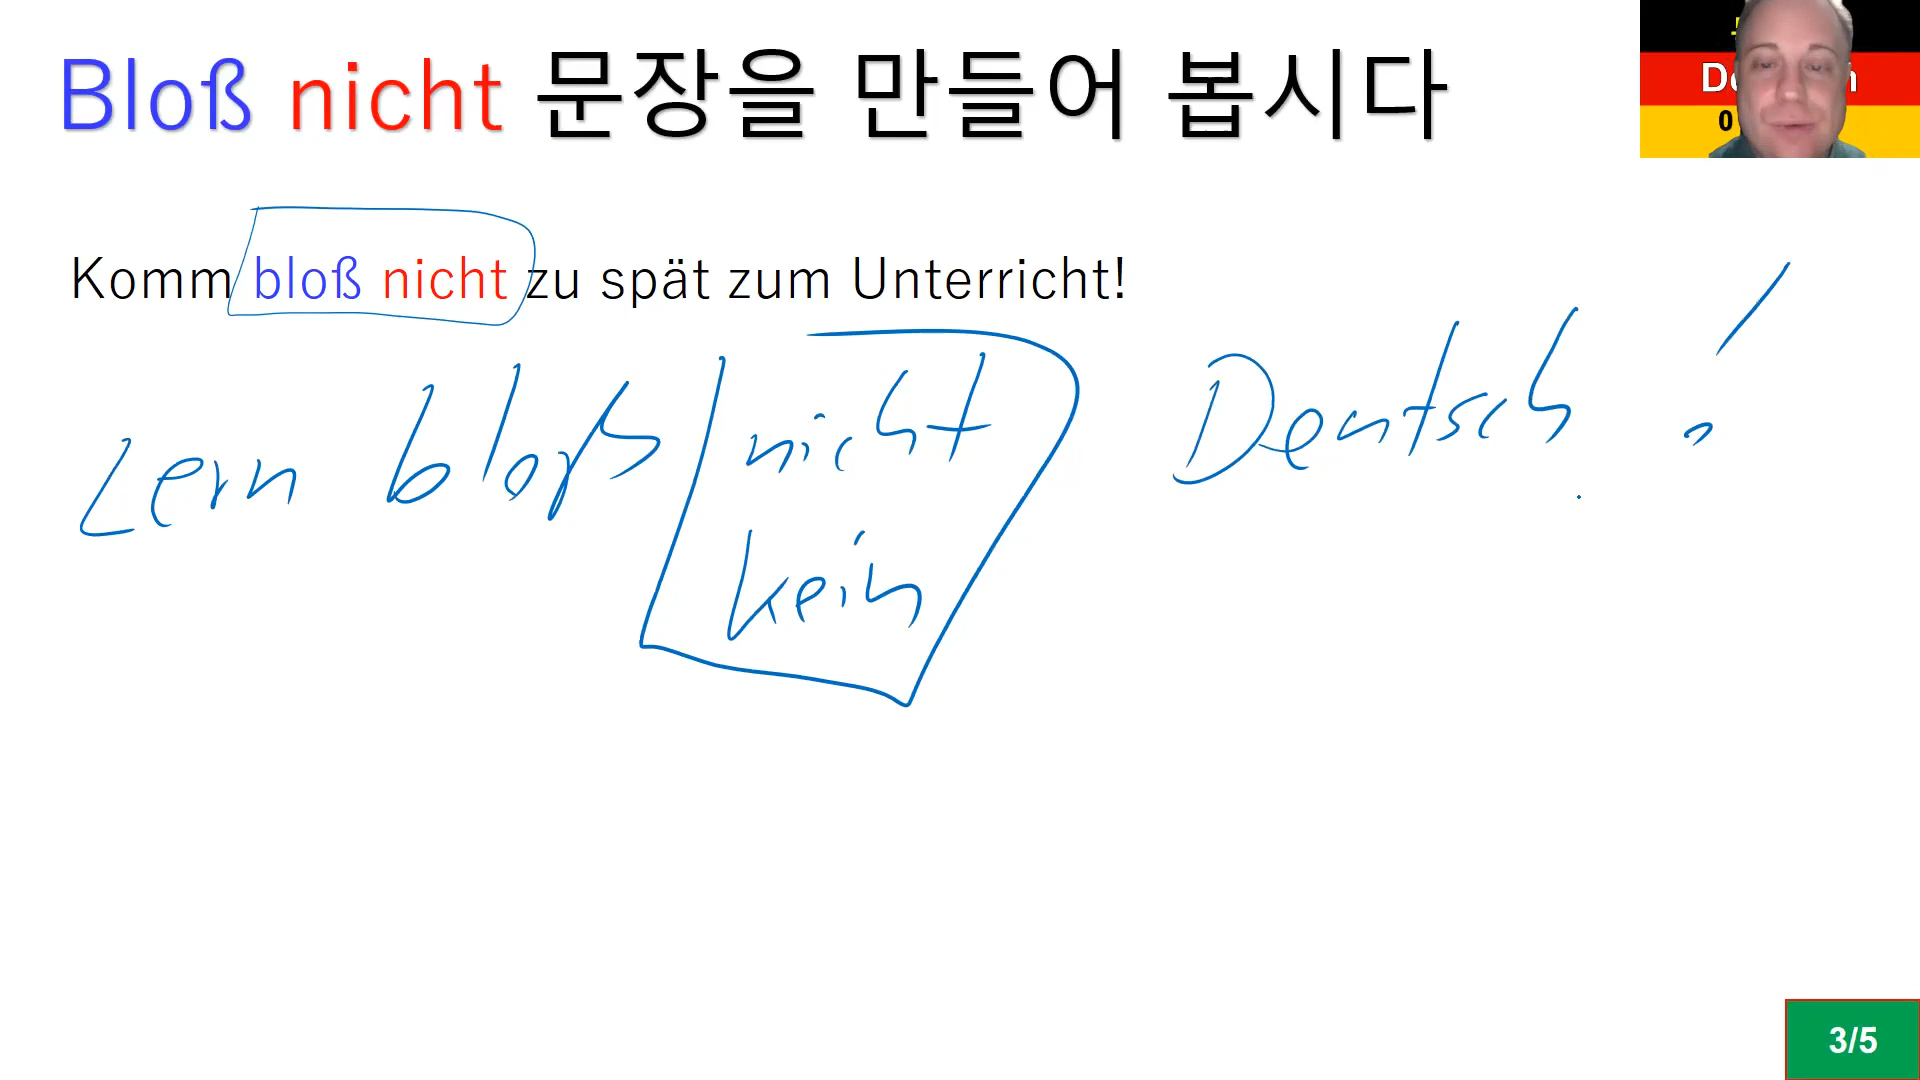 Bloß nicht 문장을 만들어 봅시다
Komm bloß nicht zu spät zum Unterricht!
Lern bloß nicht Deutsch!
kein
3/5